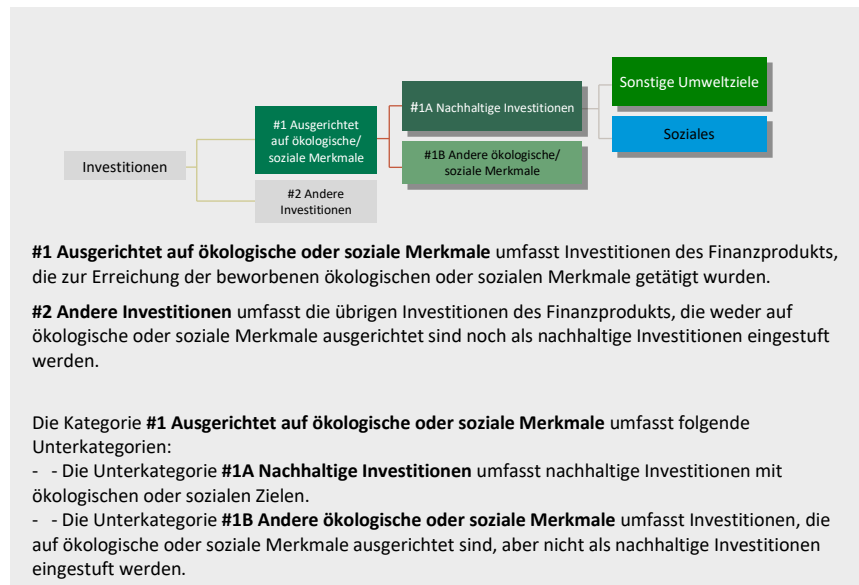 Investitionen
#1 Ausgerichtet
auf ökologische/
soziale Merkmale
#2 Andere
Investitionen
#1A Nachhaltige Investitionen
#1B Andere ökologische/
soziale Merkmale
Sonstige Umweltziele
Soziales
#1 Ausgerichtet auf ökologische oder soziale Merkmale umfasst Investitionen des Finanzprodukts,
die zur Erreichung der beworbenen ökologischen oder sozialen Merkmale getätigt wurden.
#2 Andere Investitionen umfasst die übrigen Investitionen des Finanzprodukts, die weder auf
ökologische oder soziale Merkmale ausgerichtet sind noch als nachhaltige Investitionen eingestuft
werden.
Die Kategorie #1 Ausgerichtet auf ökologische oder soziale Merkmale umfasst folgende
Unterkategorien:
- - Die Unterkategorie #1A Nachhaltige Investitionen umfasst nachhaltige Investitionen mit
ökologischen oder sozialen Zielen.
- - Die Unterkategorie #1B Andere ökologische oder soziale Merkmale umfasst Investitionen, die
auf ökologische oder soziale Merkmale ausgerichtet sind, aber nicht als nachhaltige Investitionen
eingestuft werden.